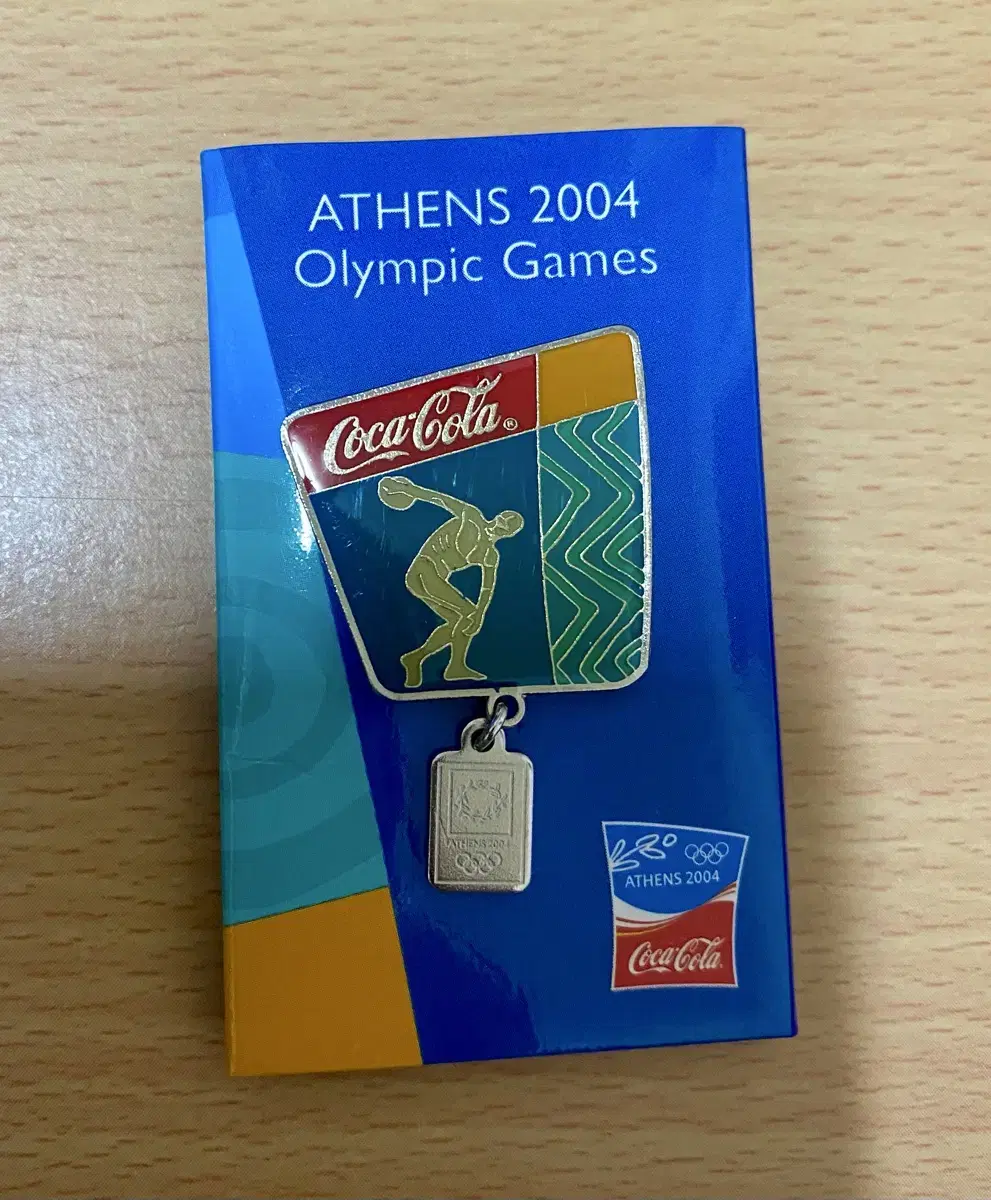 ATHENS 2004
Olympic Games
Coca-Cola®
ATHENS 2004
ATHENS 2004
Coca-Cola